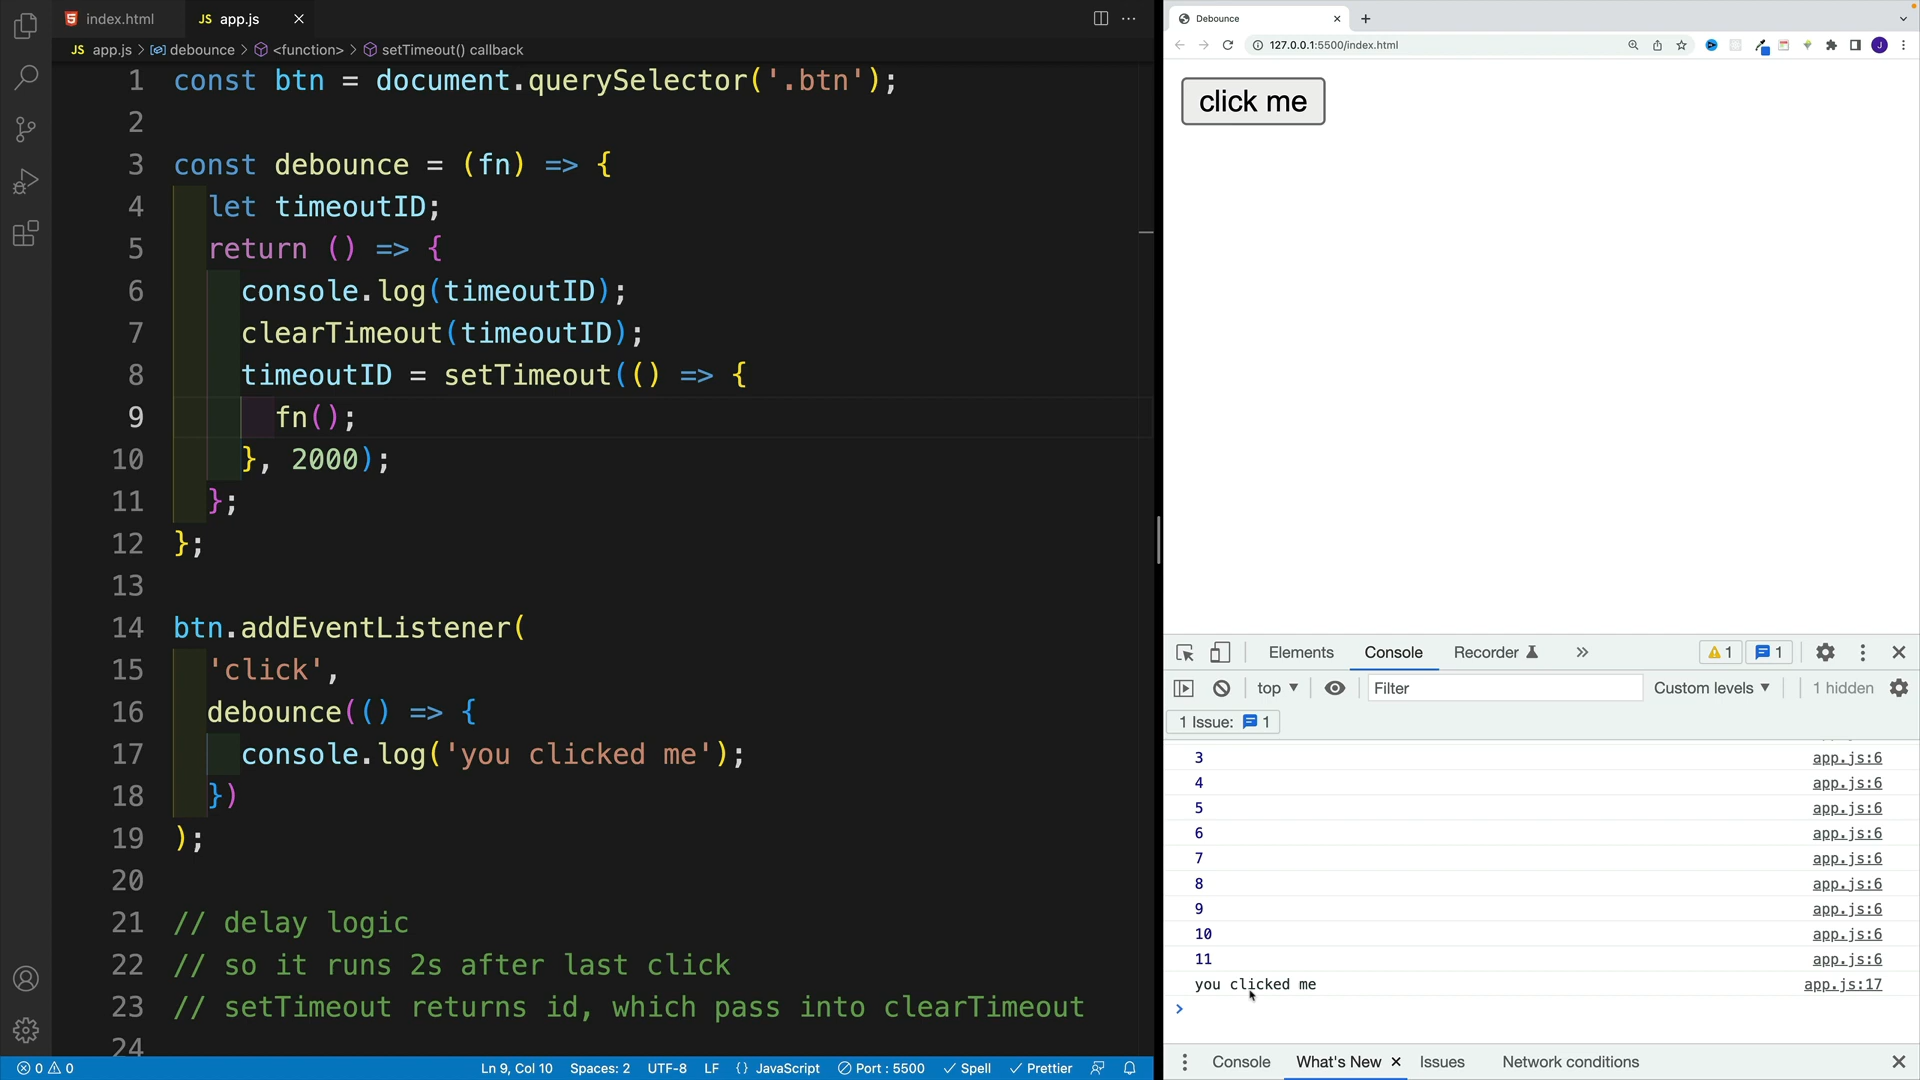 index.html
JS app.js
JS app.js > debounce > <function> > setTimeout() callback
1 const btn = document.querySelector('.btn');
2
3 const debounce = (fn) => {
4 let timeoutID;
5 return () => {
6 console.log(timeoutID);
7 clearTimeout(timeoutID);
8 timeoutID = setTimeout(() => {
9 fn();
10 }, 2000);
11 };
12 };
13
14 btn.addEventListener(
15 'click',
16 debounce(() => {
17 console.log('you clicked me');
18 })
19 );
20
21 // delay logic
22 // so it runs 2s after last click
23 // setTimeout returns id, which pass into clearTimeout
24
0 0 Ln 9, Col 10 Spaces: 2 UTF-8 LF {} JavaScript Port : 5500 Spell Prettier
Debounce
127.0.0.1:5500/index.html
J
click me
Elements Console Recorder 1 1
top Filter Custom levels 1 hidden
1 Issue: 1
3 app.js:6
4 app.js:6
5 app.js:6
6 app.js:6
7 app.js:6
8 app.js:6
9 app.js:6
10 app.js:6
11 app.js:6
you clicked me app.js:17
Console What's New Issues Network conditions